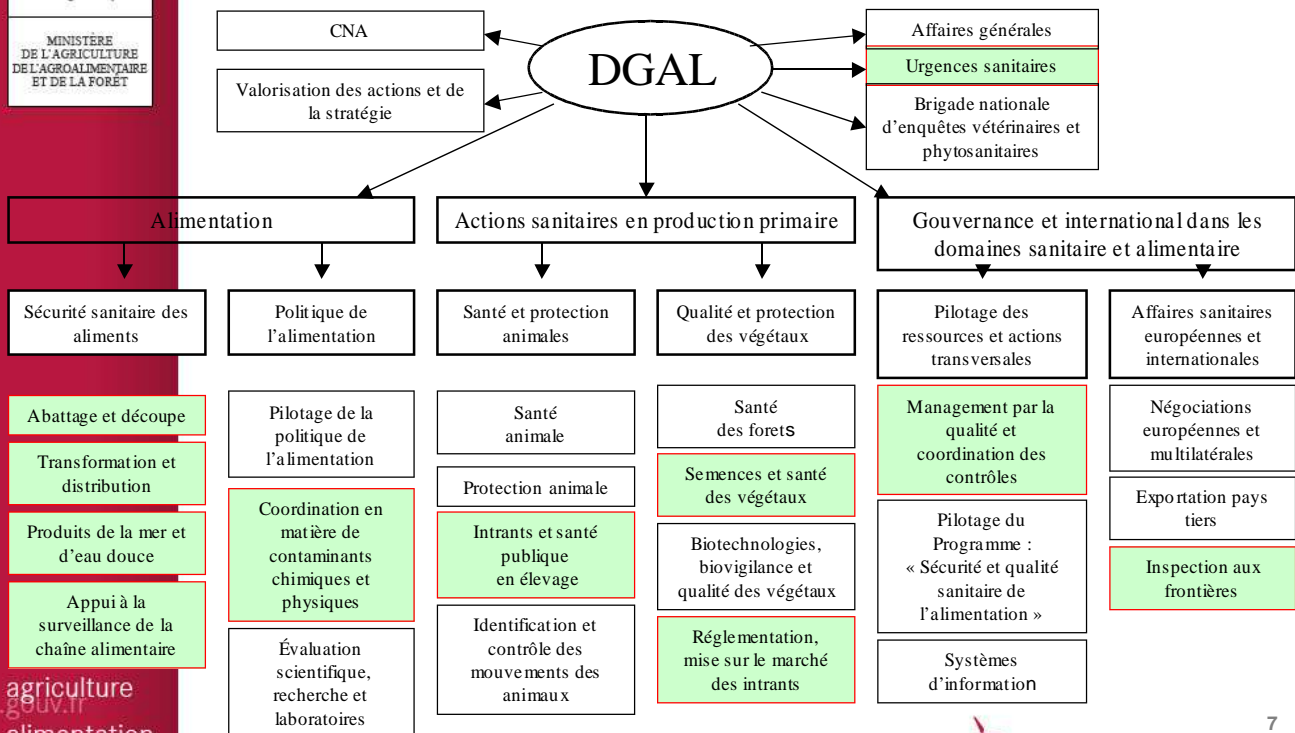 MINISTÈRE
DE L'AGRICULTURE
DE L'AGROALIMENTAIRE
ET DE LA FORÊT
CNA
Valorisation des actions et de
la stratégie
DGAL
Affaires générales
Urgences sanitaires
Brigade nationale
d'enquêtes vétérinaires et
phytosanitaires
Alimentation
Actions sanitaires en production primaire
Gouvernance et international dans les
domaines sanitaire et alimentaire
Sécurité sanitaire des
aliments
Politique de
l'alimentation
Santé et protection
animales
Qualité et protection
des végétaux
Pilotage des
ressources et actions
transversales
Affaires sanitaires
européennes et
internationales
Abattage et découpe
Transformation et
distribution
Produits de la mer et
d'eau douce
Appui à la
surveillance de la
chaîne alimentaire
Pilotage de la
politique de
l'alimentation
Coordination en
matière de
contaminants
chimiques et
physiques
Évaluation
scientifique,
recherche et
laboratoires
Santé
animale
Protection animale
Intrants et santé
publique
en élevage
Identification et
contrôle des
mouvements des
animaux
Santé
des forets
Semences et santé
des végétaux
Biotechnologies,
biovigilance et
qualité des végétaux
Réglementation,
mise sur le marché
des intrants
Management par la
qualité et
coordination des
contrôles
Pilotage du
Programme :
« Sécurité et qualité
sanitaire de
l'alimentation »
Systèmes
d'information
Négociations
européennes et
multilatérales
Exportation pays
tiers
Inspection aux
frontières
agriculture
.gouv.fr
alimentation
7